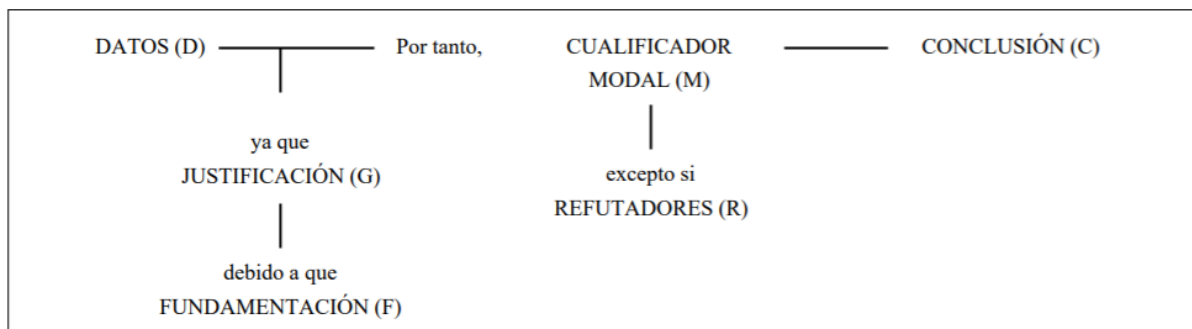 DATOS (D) Por tanto, CUALIFICADOR CONCLUSIÓN (C)
MODAL (M)
ya que
JUSTIFICACIÓN (G)
excepto si
REFUTADORES (R)
debido a que
FUNDAMENTACIÓN (F)